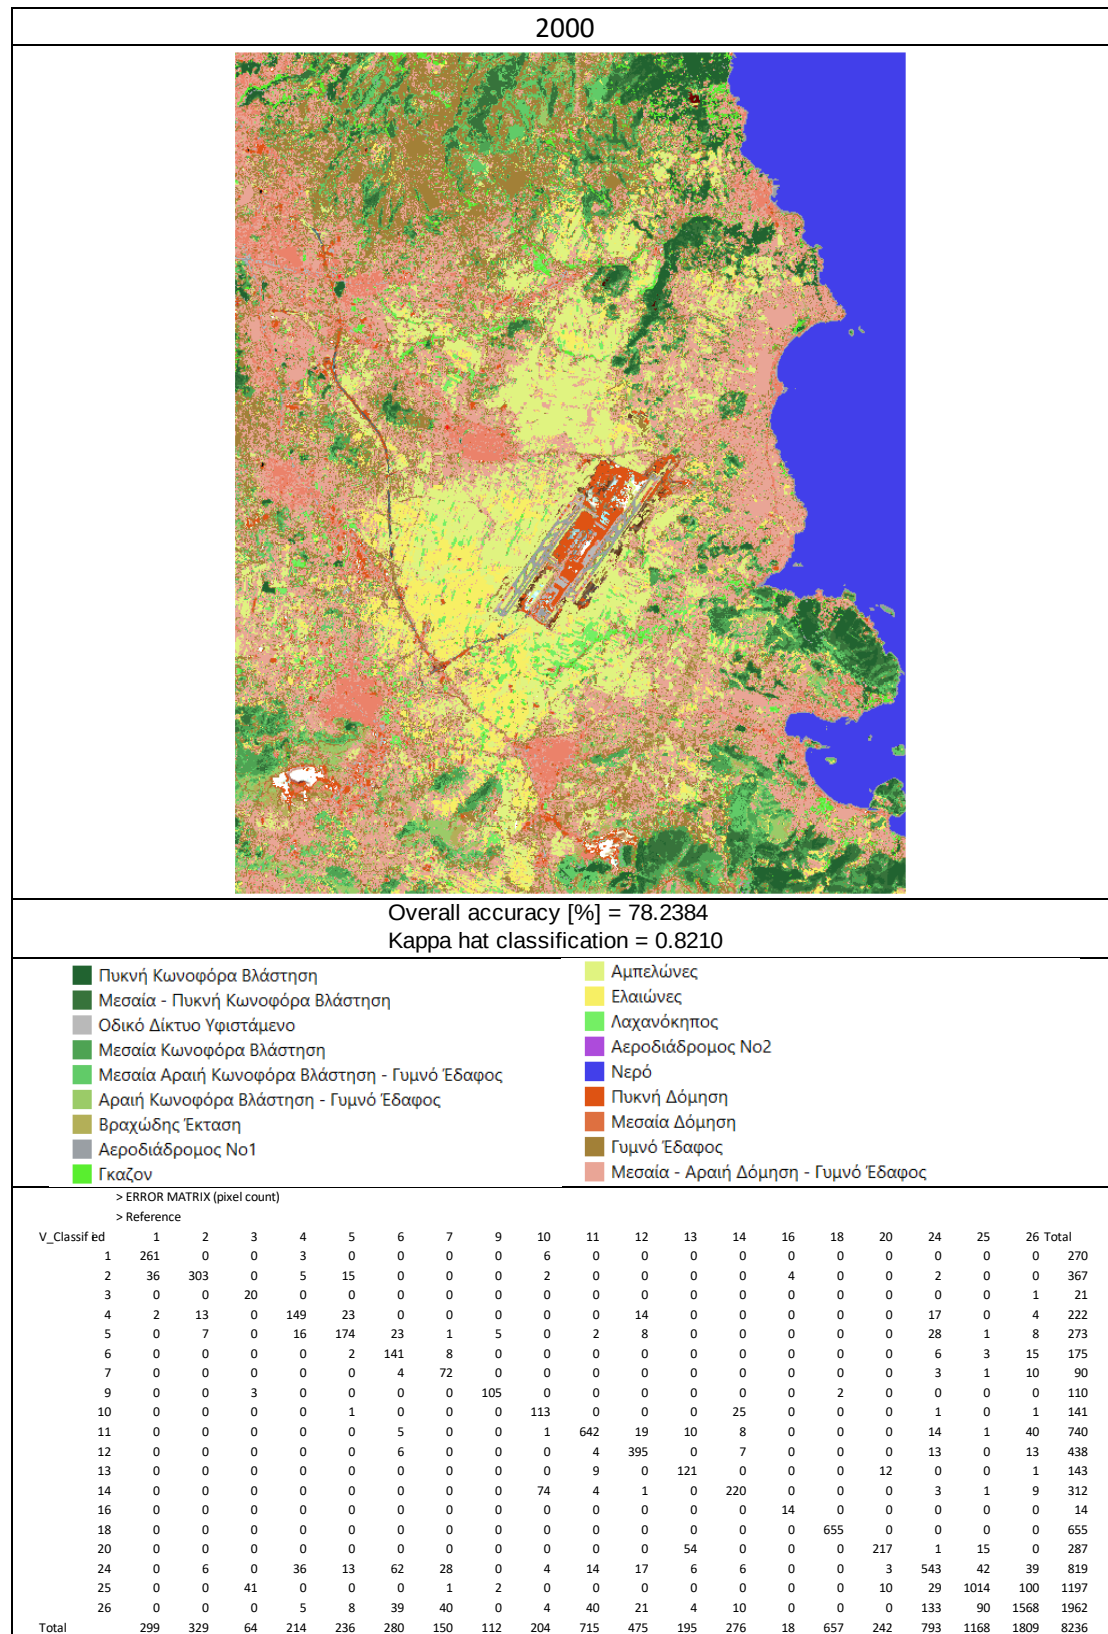 2000
Overall accuracy [%] = 78.2384
Kappa hat classification = 0.8210
Πυκνή Κωνοφόρα Βλάστηση
Μεσαία - Πυκνή Κωνοφόρα Βλάστηση
Οδικό Δίκτυο Υφιστάμενο
Μεσαία Κωνοφόρα Βλάστηση
Μεσαία Αραιή Κωνοφόρα Βλάστηση - Γυμνό Έδαφος
Αραιή Κωνοφόρα Βλάστηση - Γυμνό Έδαφος
Βραχώδης Έκταση
Αεροδιάδρομος Νο1
Γκαζον
Αμπελώνες
Ελαιώνες
Λαχανόκηπος
Αεροδιάδρομος Νο2
Νερό
Πυκνή Δόμηση
Μεσαία Δόμηση
Γυμνό Έδαφος
Μεσαία - Αραιή Δόμηση - Γυμνό Έδαφος
> ERROR MATRIX (pixel count)
> Reference
V_Classified 1 2 3 4 5 6 7 9 10 11 12 13 14 16 18 20 24 25 26 Total
1 261 0 0 3 0 0 0 0 6 0 0 0 0 0 0 0 0 0 0 270
2 36 303 0 5 15 0 0 0 2 0 0 0 0 4 0 0 2 0 0 367
3 0 0 20 0 0 0 0 0 0 0 0 0 0 0 0 0 0 0 1 21
4 2 13 0 149 23 0 0 0 0 0 14 0 0 0 0 0 17 0 4 222
5 0 7 0 16 174 23 1 5 0 2 8 0 0 0 0 0 28 1 8 273
6 0 0 0 0 2 141 8 0 0 0 0 0 0 0 0 0 6 3 15 175
7 0 0 0 0 0 4 72 0 0 0 0 0 0 0 0 0 3 1 10 90
9 0 0 3 0 0 0 0 105 0 0 0 0 0 0 2 0 0 0 0 110
10 0 0 0 0 1 0 0 0 113 0 0 0 25 0 0 0 1 0 1 141
11 0 0 0 0 0 5 0 0 1 642 19 10 8 0 0 0 14 1 40 740
12 0 0 0 0 0 6 0 0 0 4 395 0 7 0 0 0 13 0 13 438
13 0 0 0 0 0 0 0 0 0 9 0 121 0 0 0 12 0 0 1 143
14 0 0 0 0 0 0 0 0 74 4 1 0 220 0 0 0 3 1 9 312
16 0 0 0 0 0 0 0 0 0 0 0 0 0 14 0 0 0 0 0 14
18 0 0 0 0 0 0 0 0 0 0 0 0 0 0 655 0 0 0 0 655
20 0 0 0 0 0 0 0 0 0 0 0 54 0 0 0 217 1 15 0 287
24 0 6 0 36 13 62 28 0 4 14 17 6 6 0 0 3 543 42 39 819
25 0 0 41 0 0 0 1 2 0 0 0 0 0 0 0 10 29 1014 100 1197
26 0 0 0 5 8 39 40 0 4 40 21 4 10 0 0 0 133 90 1568 1962
Total 299 329 64 214 236 280 150 112 204 715 475 195 276 18 657 242 793 1168 1809 8236